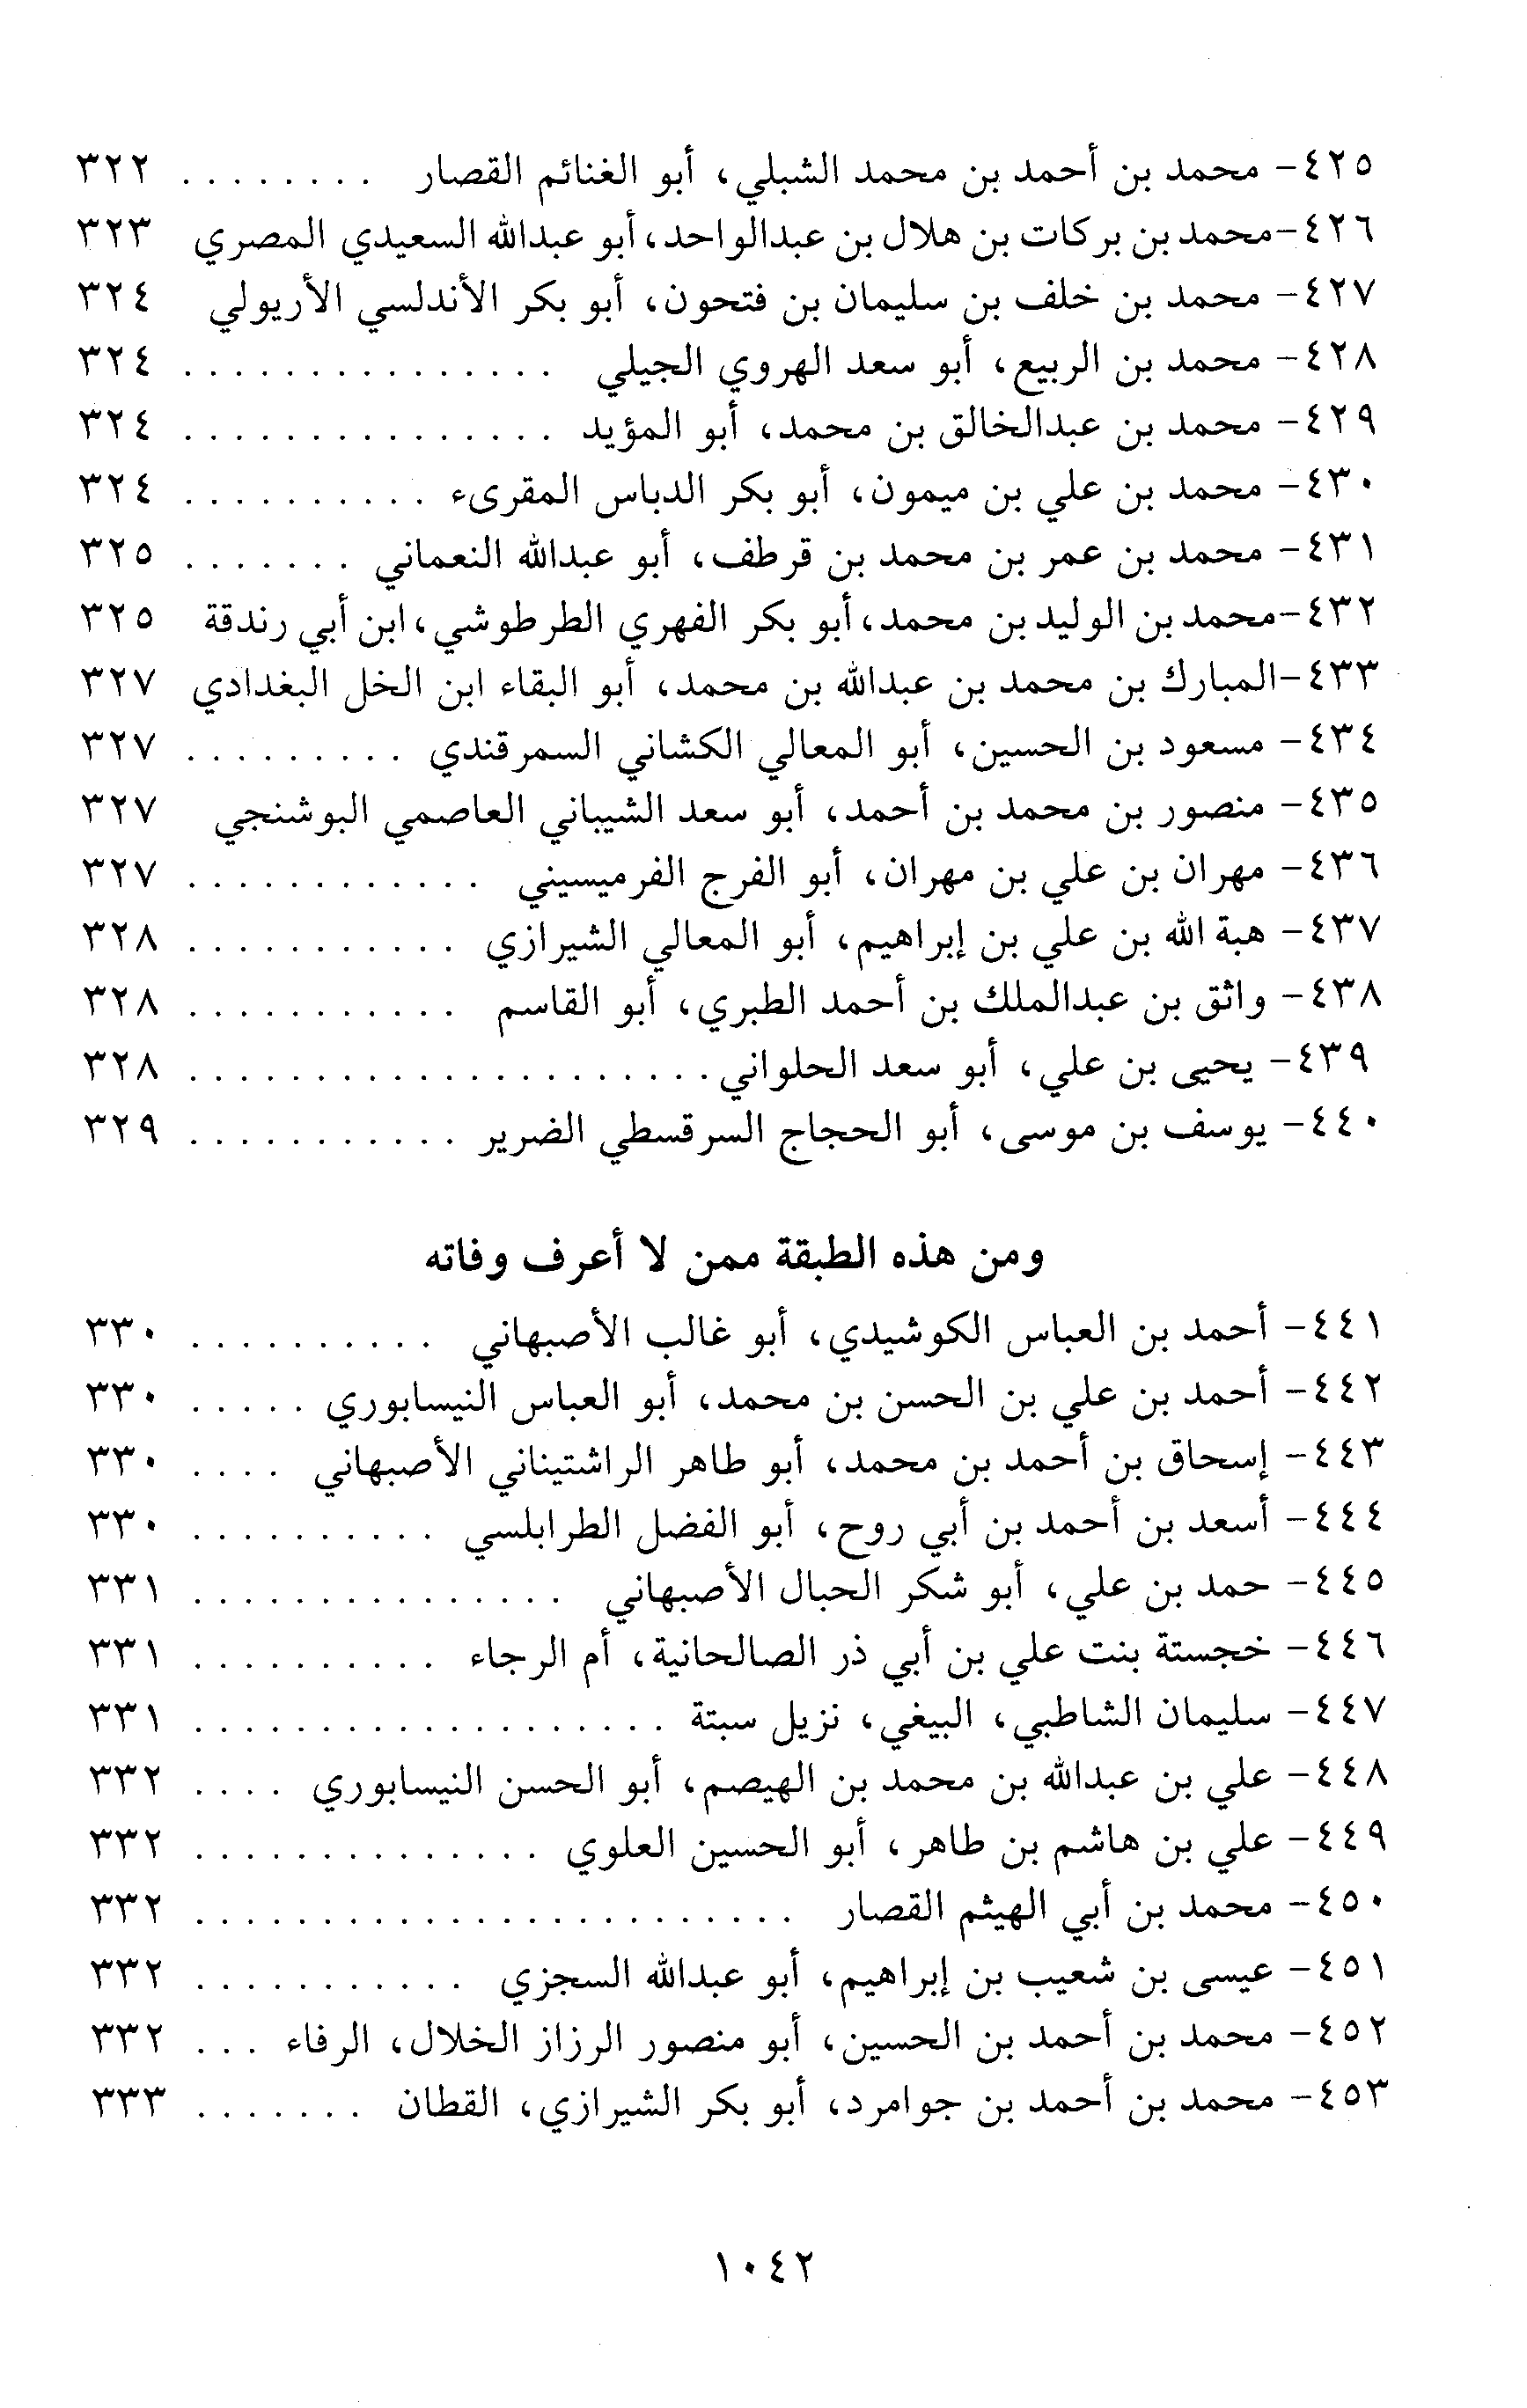 ٤٢٥- محمد بن أحمد بن محمد الشبلي، أبو الغنائم القصار . . . . . . . . ٣٢٢
٤٢٦-محمد بن بركات بن هلال بن عبدالواحد، أبو عبدالله السعيدي المصري ٣٢٣
٤٢٧- محمد بن خلف بن سليمان بن فتحون، أبو بكر الأندلسي الأريولي ٣٢٤
٤٢٨- محمد بن الربيع، أبو سعد الهروي الجيلي . . . . . . . . . . . . . . . ٣٢٤
٤٢٩- محمد بن عبدالخالق بن محمد، أبو المؤيد . . . . . . . . . . . . . . . ٣٢٤
٤٣٠- محمد بن علي بن ميمون، أبو بكر الدباس المقرىء . . . . . . . . . . ٣٢٤
٤٣١- محمد بن عمر بن محمد بن قرطف، أبو عبدالله النعماني . . . . . . . ٣٢٥
٤٣٢-محمد بن الوليد بن محمد، أبو بكر الفهري الطرطوشي، ابن أبي رندقة ٣٢٥
٤٣٣-المبارك بن محمد بن عبدالله بن محمد، أبو البقاء ابن الخل البغدادي ٣٢٧
٤٣٤- مسعود بن الحسين، أبو المعالي الكشاني السمرقندي . . . . . . . . . ٣٢٧
٤٣٥- منصور بن محمد بن أحمد، أبو سعد الشيباني العاصمي البوشنجي ٣٢٧
٤٣٦- مهران بن علي بن مهران، أبو الفرج الفرميسيني . . . . . . . . . . . . ٣٢٧
٤٣٧- هبة الله بن علي بن إبراهيم، أبو المعالي الشيرازي . . . . . . . . . . . ٣٢٨
٤٣٨- واثق بن عبدالملك بن أحمد الطبري، أبو القاسم . . . . . . . . . . . ٣٢٨
٤٣٩- يحيى بن علي، أبو سعد الحلواني . . . . . . . . . . . . . . . . . . . . . ٣٢٨
٤٤٠- يوسف بن موسى، أبو الحجاج السرقسطي الضرير . . . . . . . . . . . ٣٢٩
ومن هذه الطبقة ممن لا أعرف وفاته
٤٤١- أحمد بن العباس الكوشيدي، أبو غالب الأصبهاني . . . . . . . . . . ٣٣٠
٤٤٢- أحمد بن علي بن الحسن بن محمد، أبو العباس النيسابوري . . . . . ٣٣٠
٤٤٣- إسحاق بن أحمد بن محمد، أبو طاهر الراشتيناني الأصبهاني . . . . ٣٣٠
٤٤٤- أسعد بن أحمد بن أبي روح، أبو الفضل الطرابلسي . . . . . . . . . . ٣٣٠
٤٤٥- حمد بن علي، أبو شكر الحبال الأصبهاني . . . . . . . . . . . . . . . ٣٣١
٤٤٦- خجستة بنت علي بن أبي ذر الصالحانية، أم الرجاء . . . . . . . . . . ٣٣١
٤٤٧- سليمان الشاطبي، البيغي، نزيل سبتة . . . . . . . . . . . . . . . . . . . ٣٣١
٤٤٨- علي بن عبدالله بن محمد بن الهيصم، أبو الحسن النيسابوري . . . . ٣٣٢
٤٤٩- علي بن هاشم بن طاهر، أبو الحسين العلوي . . . . . . . . . . . . . . ٣٣٢
٤٥٠- محمد بن أبي الهيثم القصار . . . . . . . . . . . . . . . . . . . . . . . . ٣٣٢
٤٥١- عيسى بن شعيب بن إبراهيم، أبو عبدالله السجزي . . . . . . . . . . . ٣٣٢
٤٥٢- محمد بن أحمد بن الحسين، أبو منصور الرزاز الخلال، الرفاء . . . ٣٣٢
٤٥٣- محمد بن أحمد بن جوامرد، أبو بكر الشيرازي، القطان . . . . . . . ٣٣٣
١٠٤٢